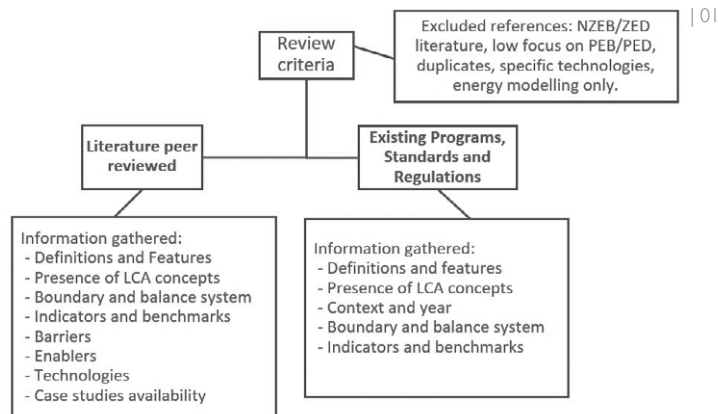 | 01
Review
criteria
Excluded references: NZEB/ZED
literature, low focus on PEB/PED,
duplicates, specific technologies,
energy modelling only.
Literature peer
reviewed
Existing Programs,
Standards and
Regulations
Information gathered:
- Definitions and Features
- Presence of LCA concepts
- Boundary and balance system
- Indicators and benchmarks
- Barriers
- Enablers
- Technologies
- Case studies availability
Information gathered:
- Definitions and features
- Presence of LCA concepts
- Context and year
- Boundary and balance system
- Indicators and benchmarks